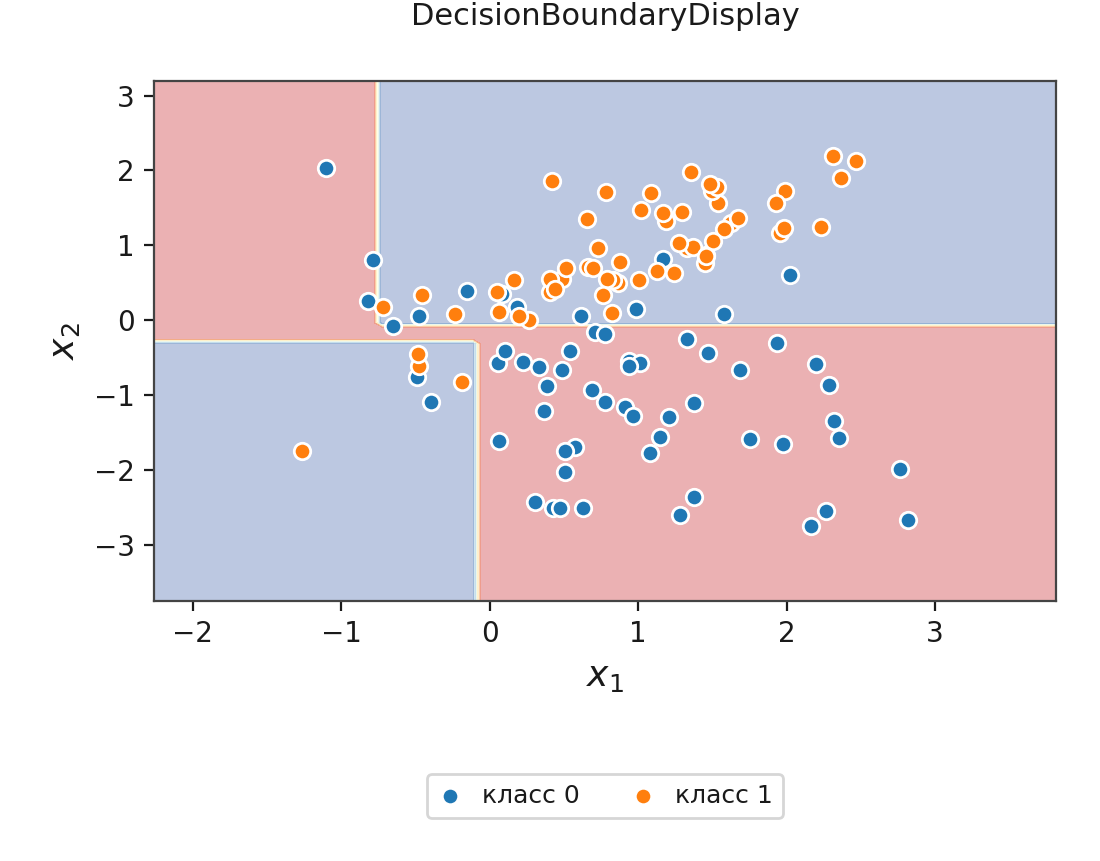 DecisionBoundaryDisplay
3
2
1
0
−1
−2
−3
x₂
−2 −1 0 1 2 3
x₁
класс 0 класс 1